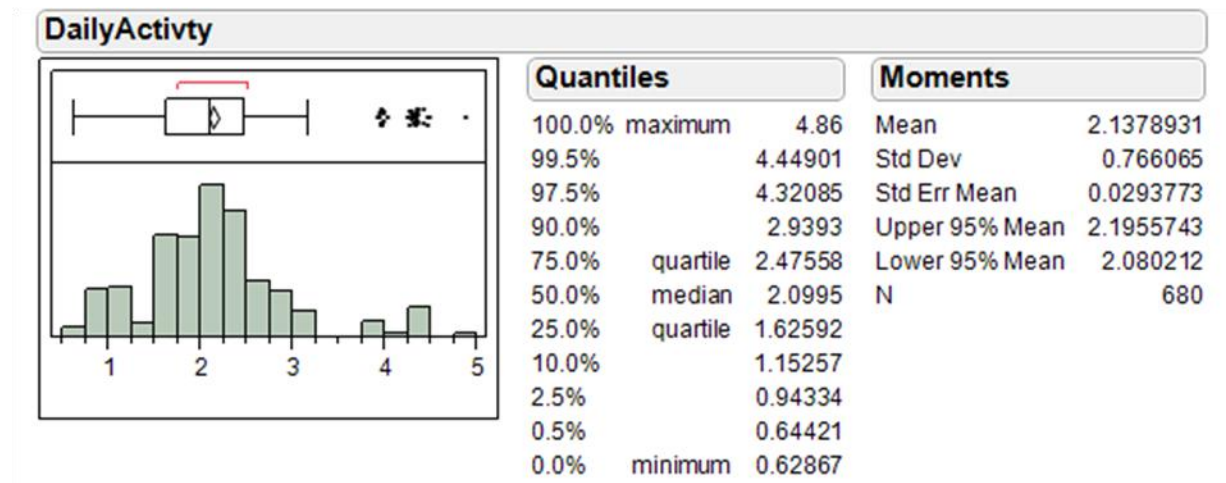 DailyActivty
1 2 3 4 5
Quantiles
100.0% maximum 4.86
99.5% 4.44901
97.5% 4.32085
90.0% 2.9393
75.0% quartile 2.47558
50.0% median 2.0995
25.0% quartile 1.62592
10.0% 1.15257
2.5% 0.94334
0.5% 0.64421
0.0% minimum 0.62867
Moments
Mean 2.1378931
Std Dev 0.766065
Std Err Mean 0.0293773
Upper 95% Mean 2.1955743
Lower 95% Mean 2.080212
N 680